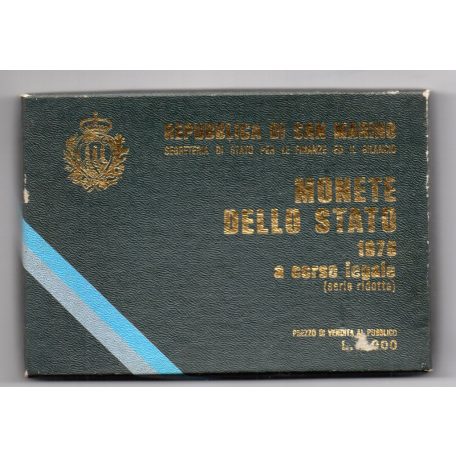 REPUBBLICA DI SAN MARINO
SEGRETERIA DI STATO PER LE FINANZE ED IL BILANCIO
MONETE
DELLO STATO
1976
a corso legale
(serie ridotta)
PREZZO DI VENDITA AL PUBBLICO
L.